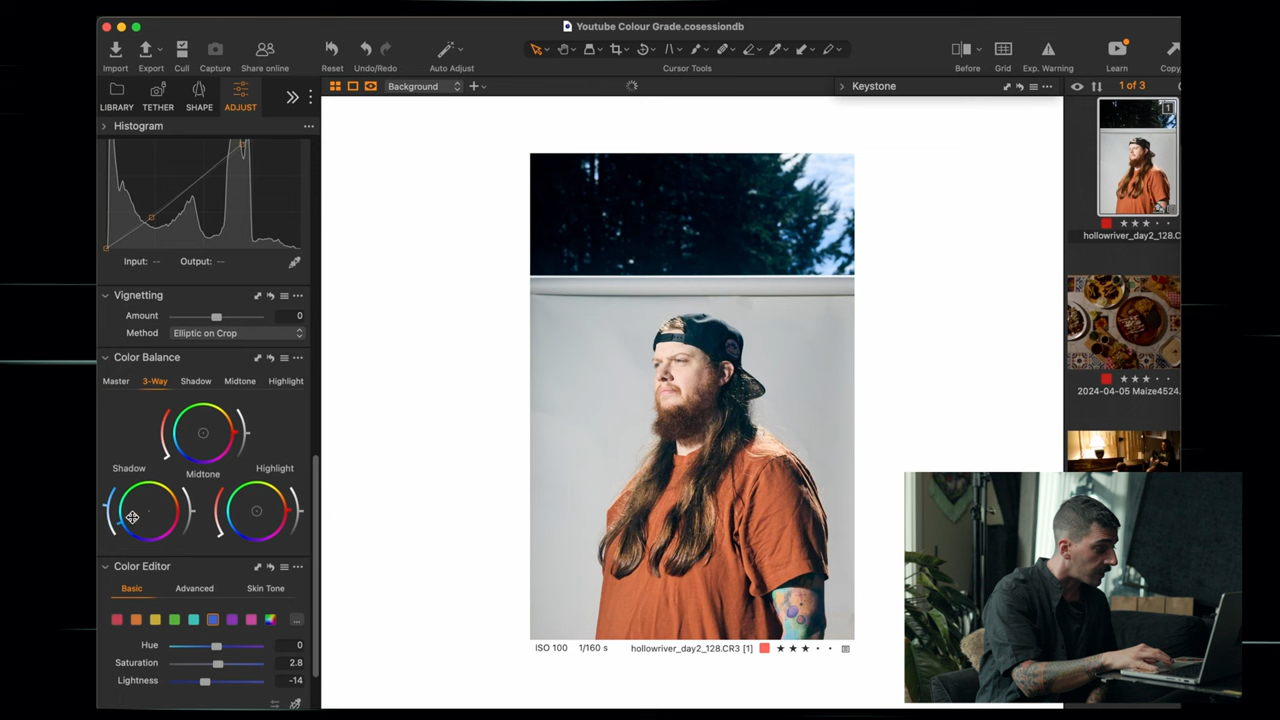 Youtube Colour Grade.cosessiondb
Import Export Cull Capture Share online Reset Undo/Redo Auto Adjust Cursor Tools Before Grid Exp. Warning Learn Copy
LIBRARY TETHER SHAPE ADJUST Background Keystone 1 of 3
Histogram
1
Input: -- Output: --
hollowriver_day2_128.C
Vignetting
Amount 0
Method Elliptic on Crop
Color Balance
Master 3-Way Shadow Midtone Highlight
2024-04-05 Maize4524.
Shadow Midtone Highlight
Color Editor
Basic Advanced Skin Tone
Hue 0
ISO 100 1/160 s hollowriver_day2_128.CR3 [1]
Saturation 2.8
Lightness -14